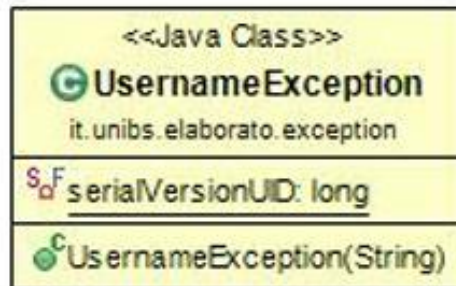 <<Java Class>>
C UsernameException
it.unibs.elaborato.exception
S F serialVersionUID: long
C UsernameException(String)